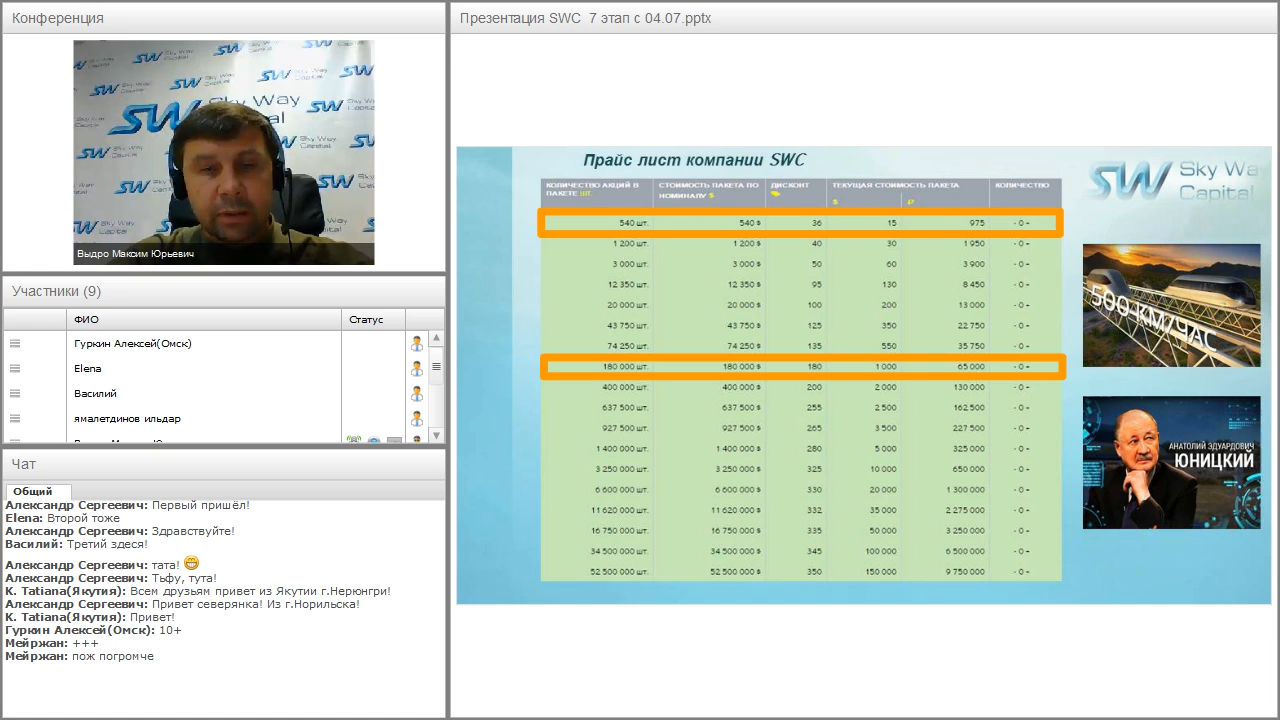 Конференция
SW
Sky Way
Capital
Выдро Максим Юрьевич
Участники (9)
ФИО Статус
Гуркин Алексей(Омск)
Elena
Василий
ямалетдинов ильдар
Чат
Общий
Александр Сергеевич: Первый пришёл!
Elena: Второй тоже
Александр Сергеевич: Здравствуйте!
Василий: Третий здеся!
Александр Сергеевич: тата!
Александр Сергеевич: Тьфу, тута!
K. Tatiana(Якутия): Всем друзьям привет из Якутии г.Нерюнгри!
Александр Сергеевич: Привет северянка! Из г.Норильска!
K. Tatiana(Якутия): Привет!
Гуркин Алексей(Омск): 10+
Мейржан: +++
Мейржан: пож погромче
Презентация SWC 7 этап с 04.07.pptx
Прайс лист компании SWC
КОЛИЧЕСТВО АКЦИЙ В ПАКЕТЕ ШТ. СТОИМОСТЬ ПАКЕТА ПО НОМИНАЛУ $ ДИСКОНТ ТЕКУЩАЯ СТОИМОСТЬ ПАКЕТА КОЛИЧЕСТВО
$ ₽
540 шт. 540 $ 36 15 975 - 0 +
1 200 шт. 1 200 $ 40 30 1 950 - 0 +
3 000 шт. 3 000 $ 50 60 3 900 - 0 +
12 350 шт. 12 350 $ 95 130 8 450 - 0 +
20 000 шт. 20 000 $ 100 200 13 000 - 0 +
43 750 шт. 43 750 $ 125 350 22 750 - 0 +
74 250 шт. 74 250 $ 135 550 35 750 - 0 +
180 000 шт. 180 000 $ 180 1 000 65 000 - 0 +
400 000 шт. 400 000 $ 200 2 000 130 000 - 0 +
637 500 шт. 637 500 $ 255 2 500 162 500 - 0 +
927 500 шт. 927 500 $ 265 3 500 227 500 - 0 +
1 400 000 шт. 1 400 000 $ 280 5 000 325 000 - 0 +
3 250 000 шт. 3 250 000 $ 325 10 000 650 000 - 0 +
6 600 000 шт. 6 600 000 $ 330 20 000 1 300 000 - 0 +
11 620 000 шт. 11 620 000 $ 332 35 000 2 275 000 - 0 +
16 750 000 шт. 16 750 000 $ 335 50 000 3 250 000 - 0 +
34 500 000 шт. 34 500 000 $ 345 100 000 6 500 000 - 0 +
52 500 000 шт. 52 500 000 $ 350 150 000 9 750 000 - 0 +
SW Sky Wa
Capital
500 КМ/ЧАС
АНАТОЛИЙ ЭДУАРДОВИЧ
ЮНИЦКИЙ